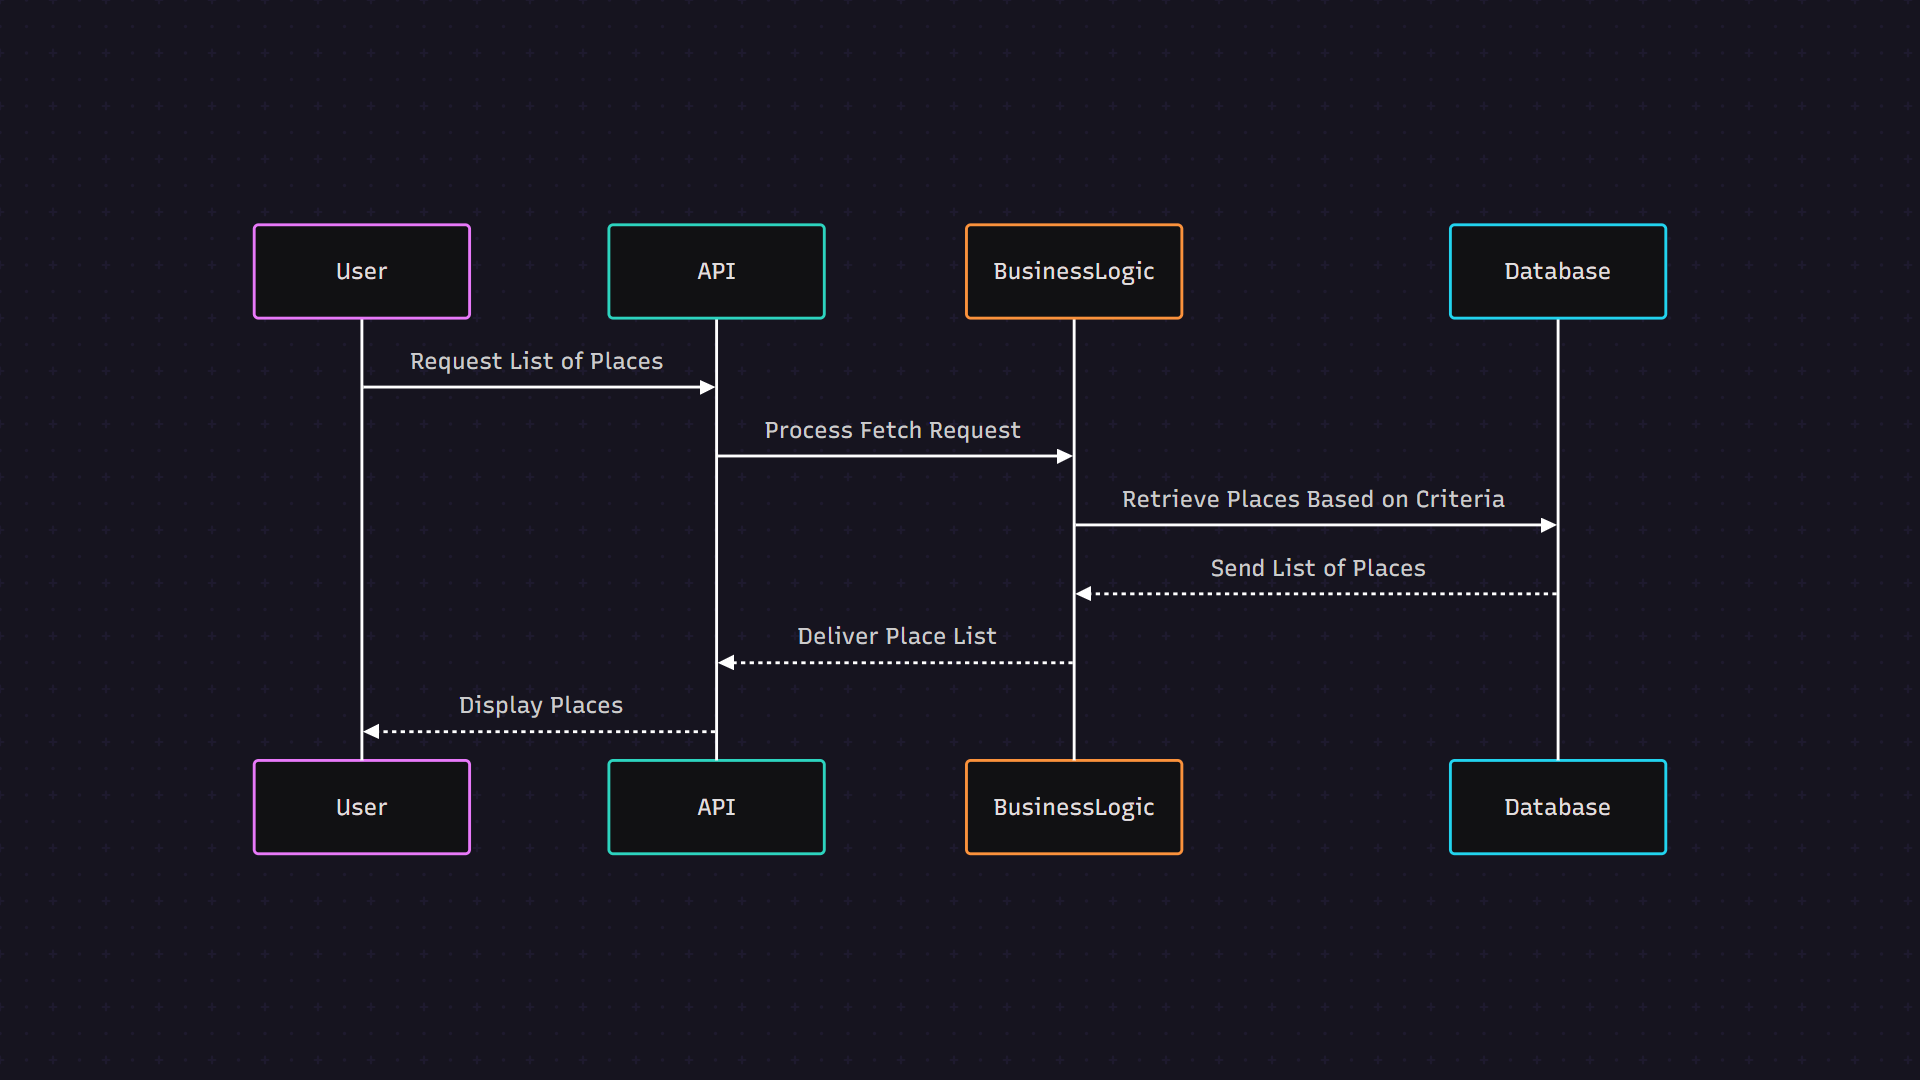 User
API
BusinessLogic
Database
Request List of Places
Process Fetch Request
Retrieve Places Based on Criteria
Send List of Places
Deliver Place List
Display Places
User
API
BusinessLogic
Database